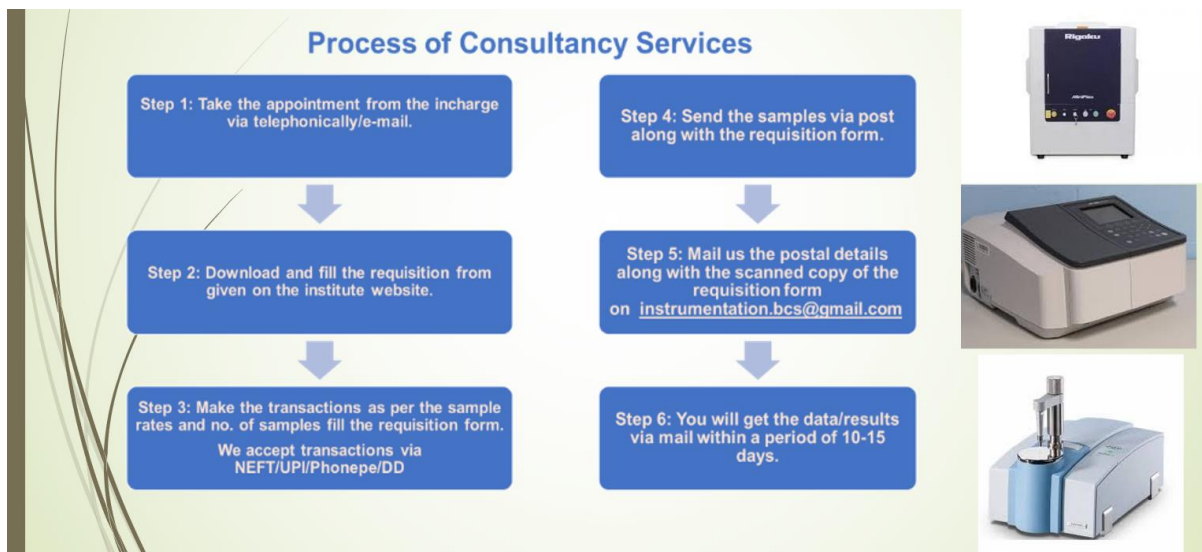 Process of Consultancy Services
Step 1: Take the appointment from the incharge
via telephonically/e-mail.
Step 2: Download and fill the requisition from
given on the institute website.
Step 3: Make the transactions as per the sample
rates and no. of samples fill the requisition form.
We accept transactions via
NEFT/UPI/Phonepe/DD
Step 4: Send the samples via post
along with the requisition form.
Step 5: Mail us the postal details
along with the scanned copy of the
requisition form
on instrumentation.bcs@gmail.com
Step 6: You will get the data/results
via mail within a period of 10-15
days.
Rigaku
MiniFlex